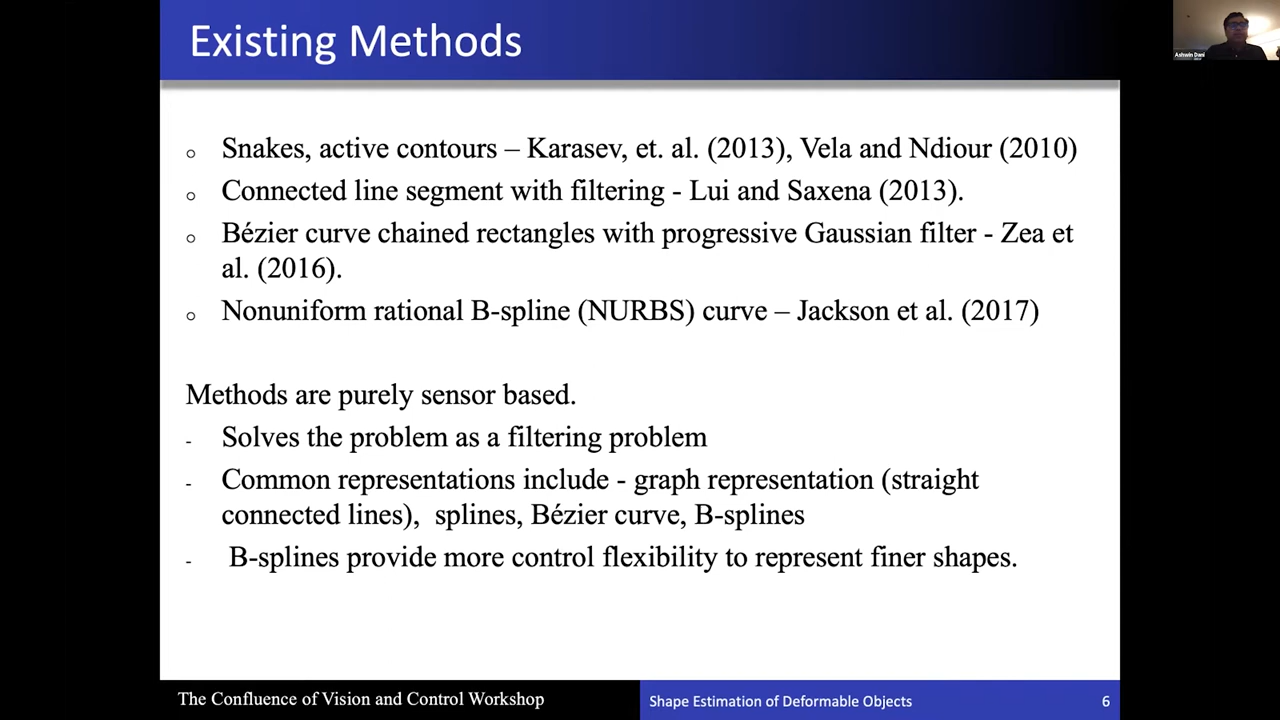 Existing Methods
Ashwin Dani
o Snakes, active contours – Karasev, et. al. (2013), Vela and Ndiour (2010)
o Connected line segment with filtering - Lui and Saxena (2013).
o Bézier curve chained rectangles with progressive Gaussian filter - Zea et
al. (2016).
o Nonuniform rational B-spline (NURBS) curve – Jackson et al. (2017)
Methods are purely sensor based.
- Solves the problem as a filtering problem
- Common representations include - graph representation (straight
connected lines), splines, Bézier curve, B-splines
- B-splines provide more control flexibility to represent finer shapes.
The Confluence of Vision and Control Workshop
Shape Estimation of Deformable Objects
6